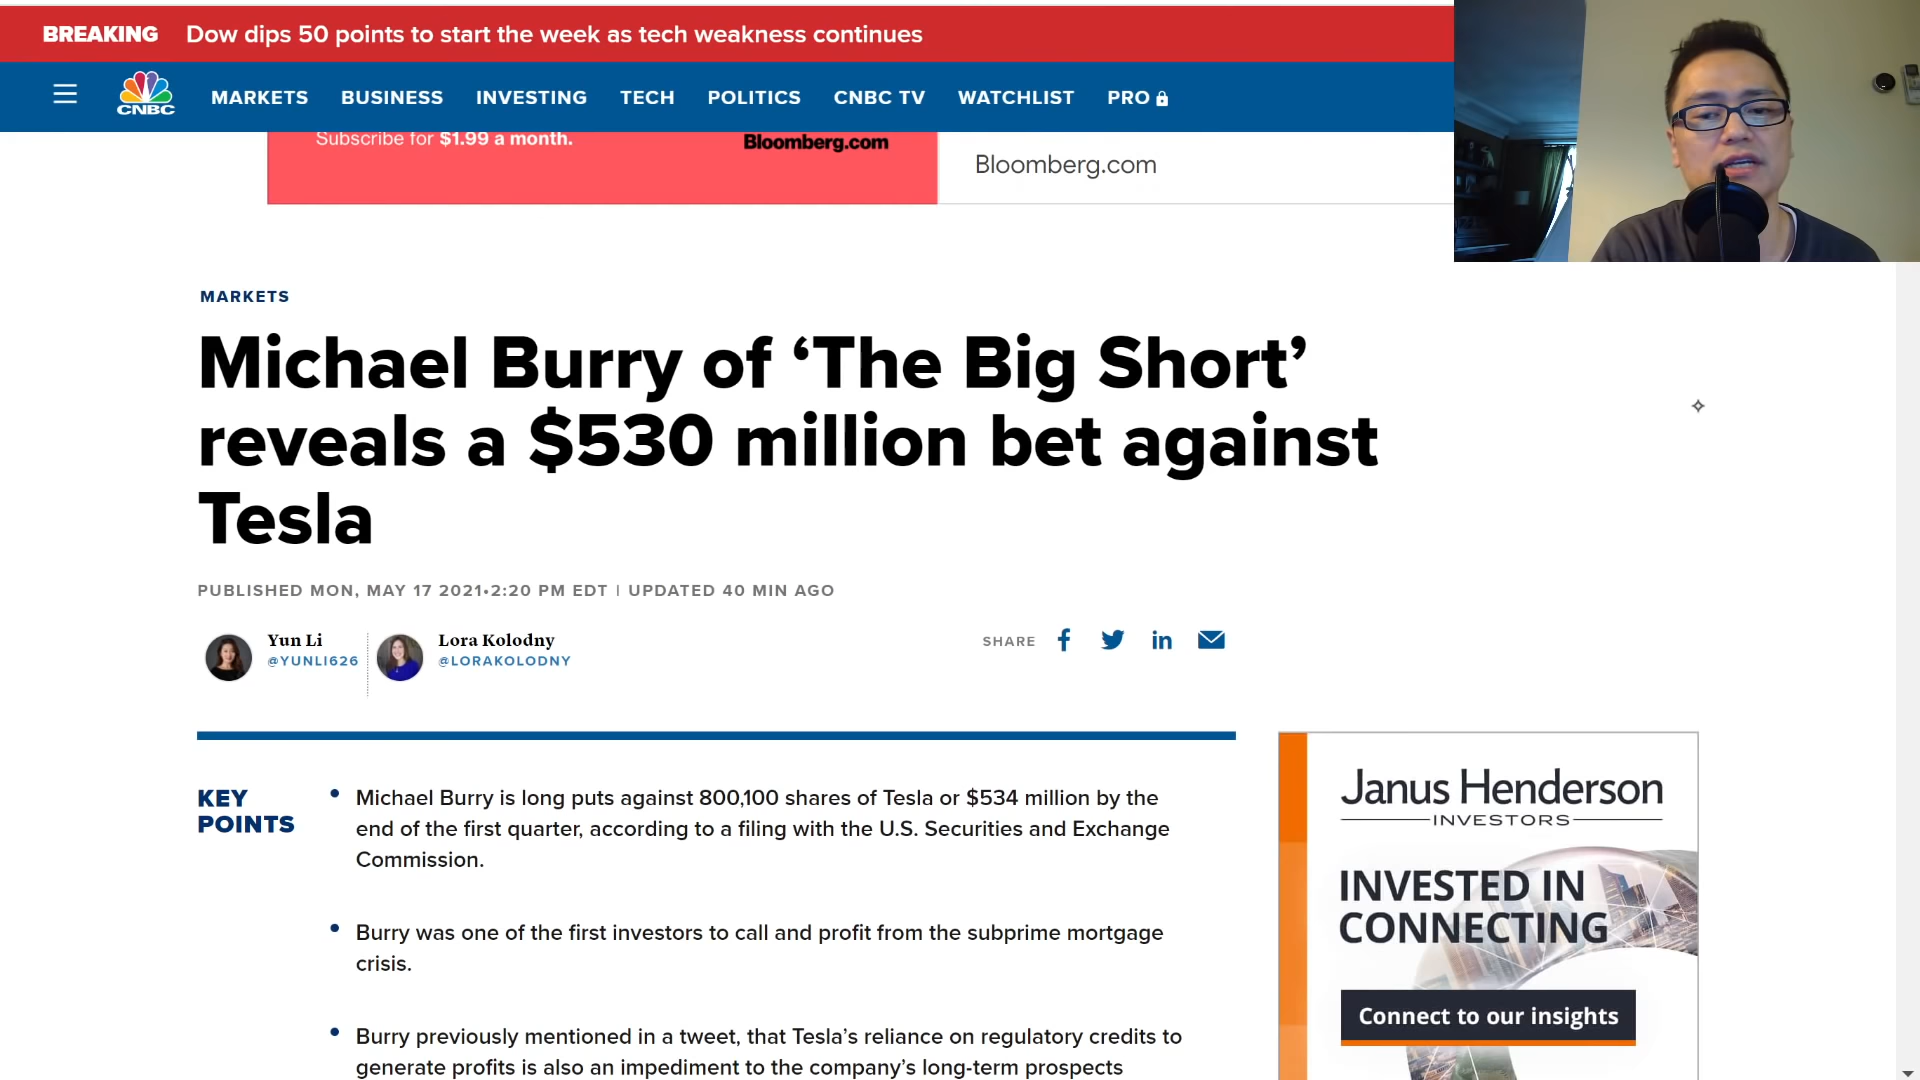 BREAKING Dow dips 50 points to start the week as tech weakness continues
CNBC MARKETS BUSINESS INVESTING TECH POLITICS CNBC TV WATCHLIST PRO
Subscribe for $1.99 a month. Bloomberg.com
Bloomberg.com
MARKETS
Michael Burry of ‘The Big Short’
reveals a $530 million bet against
Tesla
PUBLISHED MON, MAY 17 2021•2:20 PM EDT | UPDATED 40 MIN AGO
Yun Li
@YUNLI626
Lora Kolodny
@LORAKOLODNY
SHARE
KEY
POINTS
• Michael Burry is long puts against 800,100 shares of Tesla or $534 million by the
end of the first quarter, according to a filing with the U.S. Securities and Exchange
Commission.
• Burry was one of the first investors to call and profit from the subprime mortgage
crisis.
• Burry previously mentioned in a tweet, that Tesla’s reliance on regulatory credits to
generate profits is also an impediment to the company’s long-term prospects
Janus Henderson
INVESTORS
INVESTED IN
CONNECTING
Connect to our insights